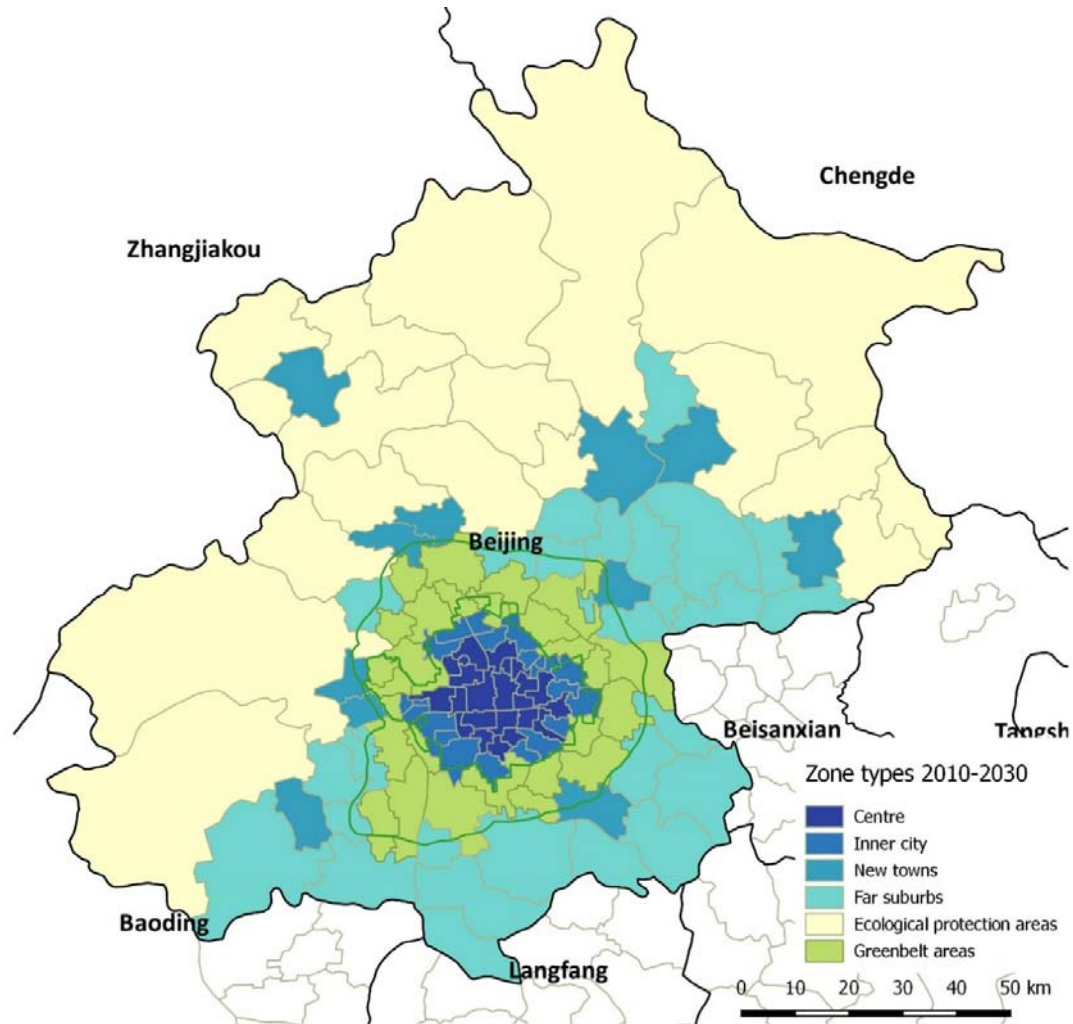 Chengde
Zhangjiakou
Beijing
Beisanxian
Tangsh
Zone types 2010-2030
Centre
Inner city
New towns
Far suburbs
Ecological protection areas
Greenbelt areas
Baoding
Langfang
0 10 20 30 40 50 km